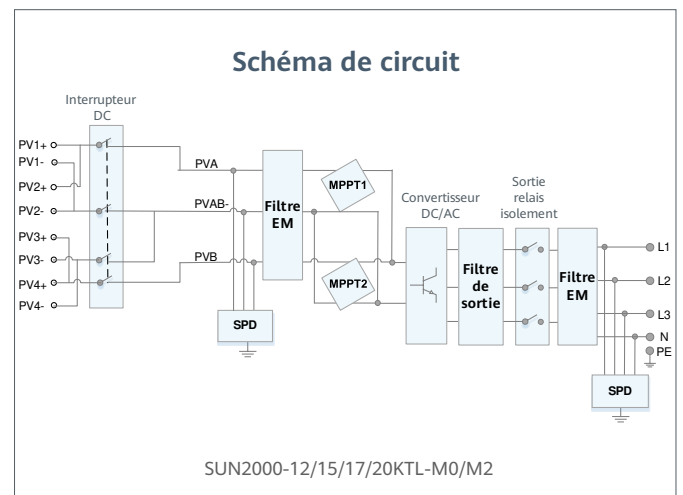 Schéma de circuit
Interrupteur
DC
PV1+
PV1-
PV2+
PV2-
PV3+
PV3-
PV4+
PV4-
PVA
PVAB-
PVB
Filtre
EM
SPD
MPPT1
MPPT2
Convertisseur
DC/AC
Filtre
de
sortie
Sortie
relais
isolement
Filtre
EM
L1
L2
L3
N
PE
SPD
SUN2000-12/15/17/20KTL-M0/M2